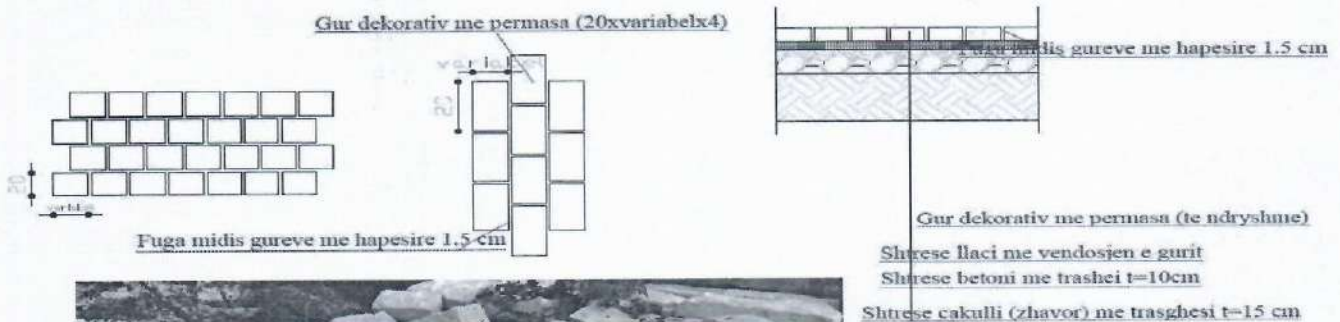 Gur dekorativ me permasa (20xvariabelx4)
variabel
20
Fuga midis gureve me hapesire 1.5 cm
20
variabel
Fuga midis gureve me hapesire 1.5 cm
Gur dekorativ me permasa (te ndryshme)
Shtrese llaci me vendosjen e gurit
Shtrese betoni me trashei t=10cm
Shtrese cakulli (zhavor) me trasghesi t=15 cm